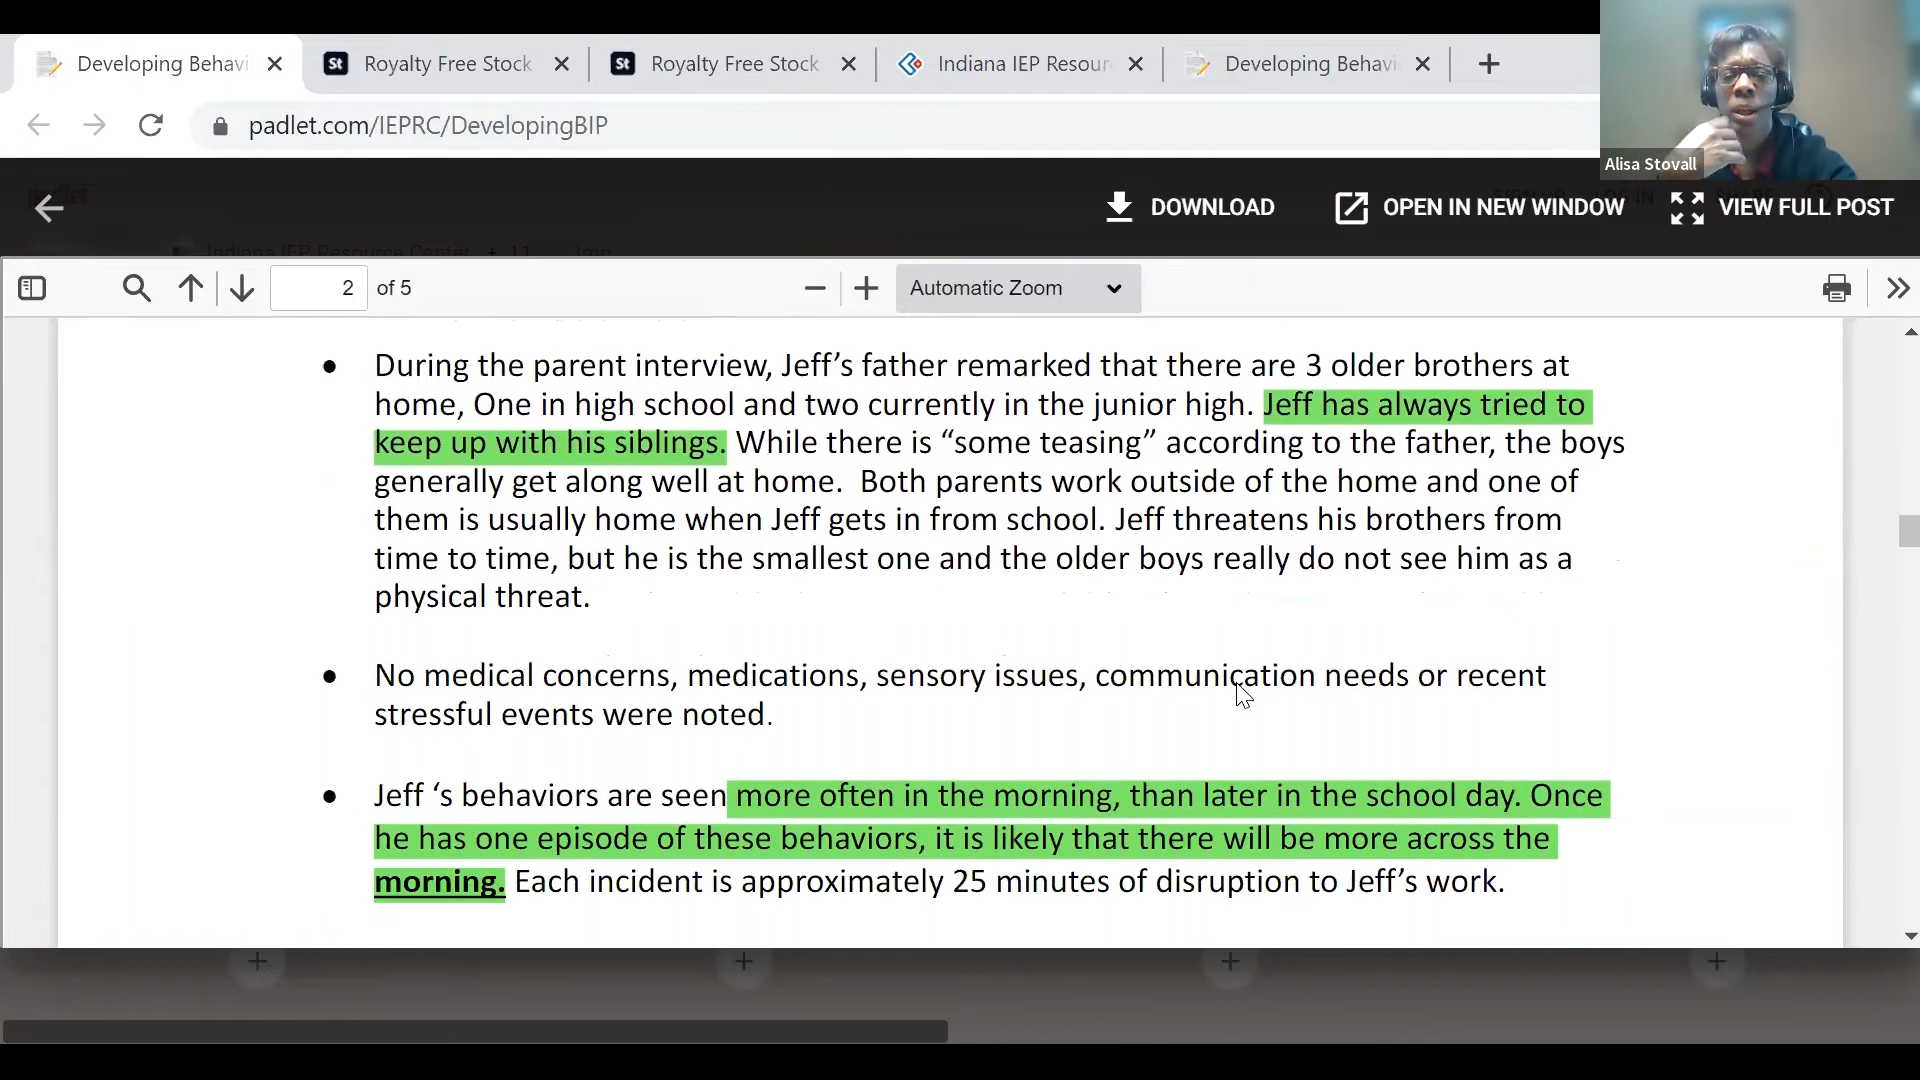 Developing Behavi
Royalty Free Stock
Royalty Free Stock
Indiana IEP Resour
Developing Behavi
padlet.com/IEPRC/DevelopingBIP
Alisa Stovall
DOWNLOAD
OPEN IN NEW WINDOW
VIEW FULL POST
Indiana IEP Resource Center + 11 3mo
2 of 5
Automatic Zoom
During the parent interview, Jeff’s father remarked that there are 3 older brothers at
home, One in high school and two currently in the junior high. Jeff has always tried to
keep up with his siblings. While there is “some teasing” according to the father, the boys
generally get along well at home. Both parents work outside of the home and one of
them is usually home when Jeff gets in from school. Jeff threatens his brothers from
time to time, but he is the smallest one and the older boys really do not see him as a
physical threat.
No medical concerns, medications, sensory issues, communication needs or recent
stressful events were noted.
Jeff ‘s behaviors are seen more often in the morning, than later in the school day. Once
he has one episode of these behaviors, it is likely that there will be more across the
morning. Each incident is approximately 25 minutes of disruption to Jeff’s work.